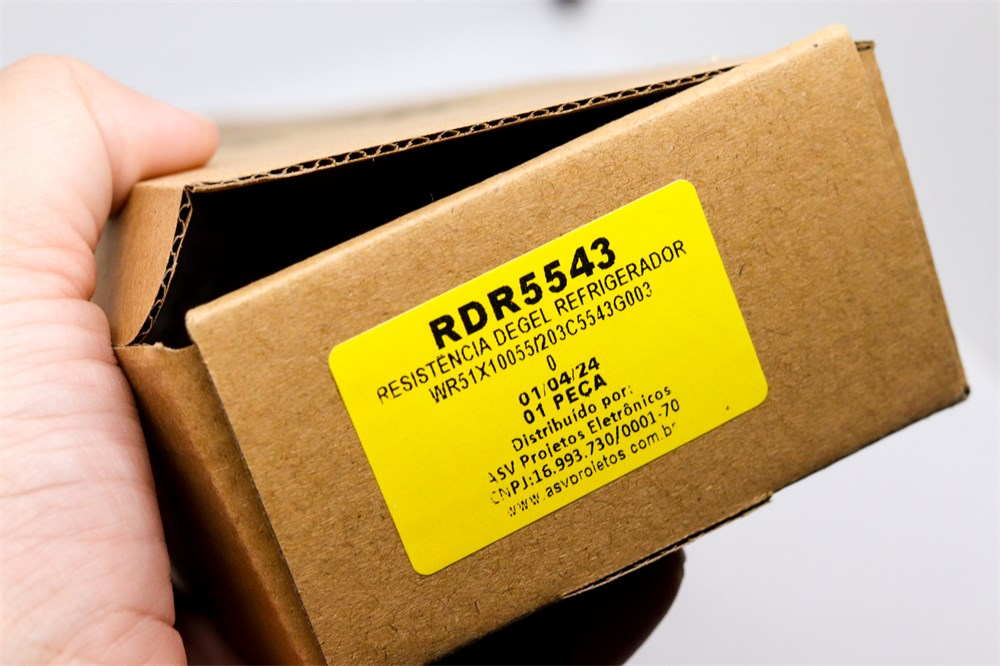 RDR5543
RESISTÊNCIA DEGEL REFRIGERADOR
WR51X10055/203C5543G003
0
01/04/24
01 PEÇA
Distribuído por:
ASV Projetos Eletrônicos
CNPJ:16.993.730/0001-70
www.asvprojetos.com.br